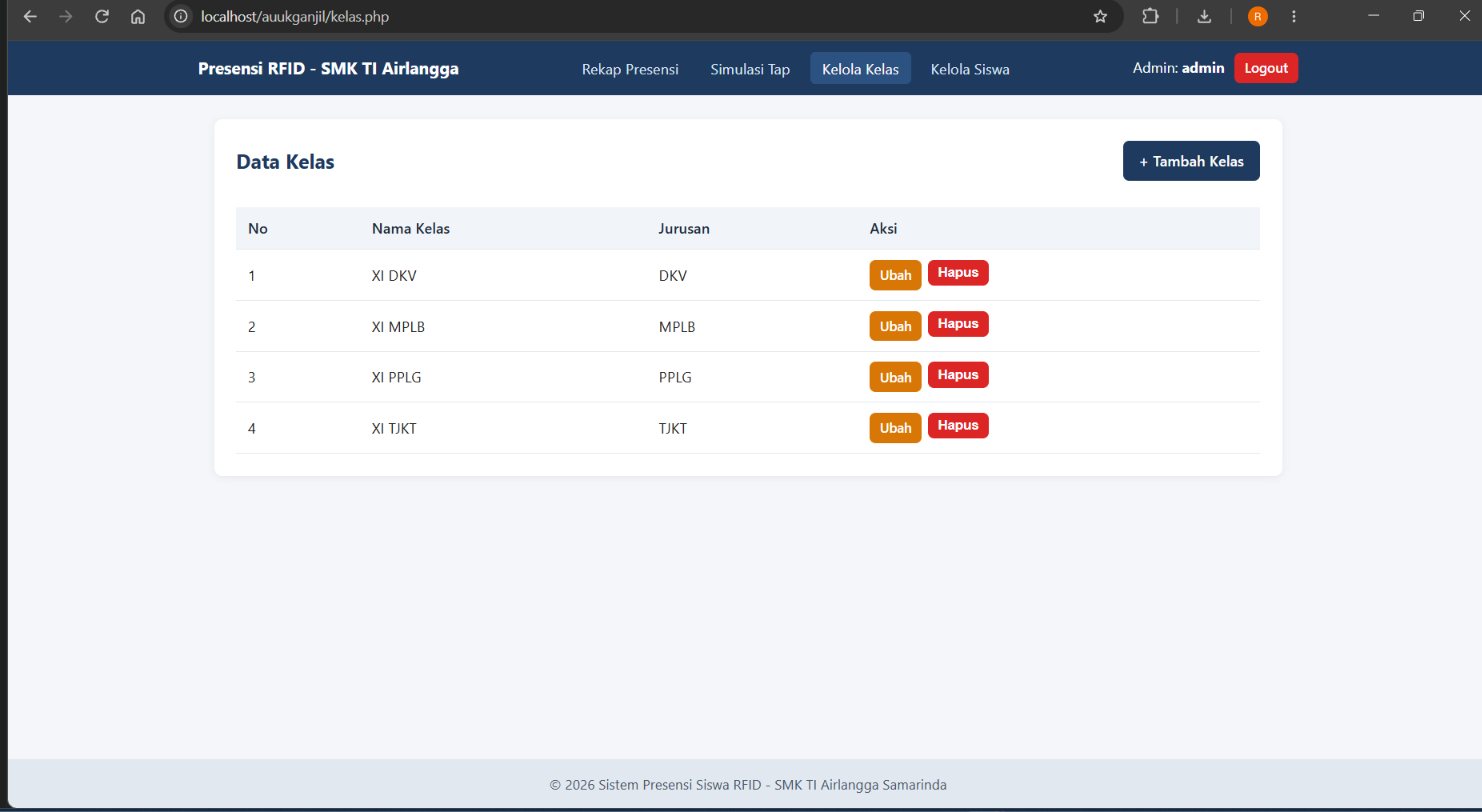 localhost/auukganjil/kelas.php
R
Presensi RFID - SMK TI Airlangga Rekap Presensi Simulasi Tap Kelola Kelas Kelola Siswa Admin: admin Logout
Data Kelas + Tambah Kelas
No Nama Kelas Jurusan Aksi
1 XI DKV DKV Ubah Hapus
2 XI MPLB MPLB Ubah Hapus
3 XI PPLG PPLG Ubah Hapus
4 XI TJKT TJKT Ubah Hapus
© 2026 Sistem Presensi Siswa RFID - SMK TI Airlangga Samarinda